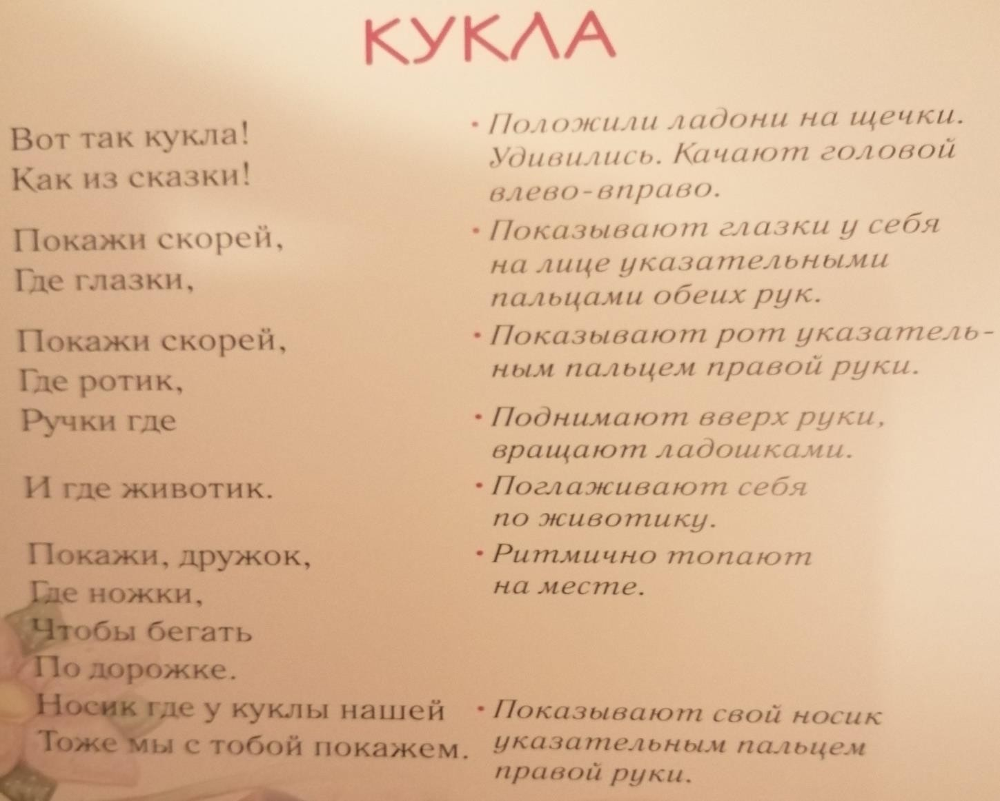 КУКЛА
Вот так кукла!
Как из сказки!
• Положили ладони на щечки.
Удивились. Качают головой
влево-вправо.
Покажи скорей,
Где глазки,
• Показывают глазки у себя
на лице указательными
пальцами обеих рук.
Покажи скорей,
Где ротик,
• Показывают рот указатель-
ным пальцем правой руки.
Ручки где
• Поднимают вверх руки,
вращают ладошками.
И где животик.
• Поглаживают себя
по животику.
Покажи, дружок,
Где ножки,
Чтобы бегать
По дорожке.
• Ритмично топают
на месте.
Носик где у куклы нашей
Тоже мы с тобой покажем.
• Показывают свой носик
указательным пальцем
правой руки.